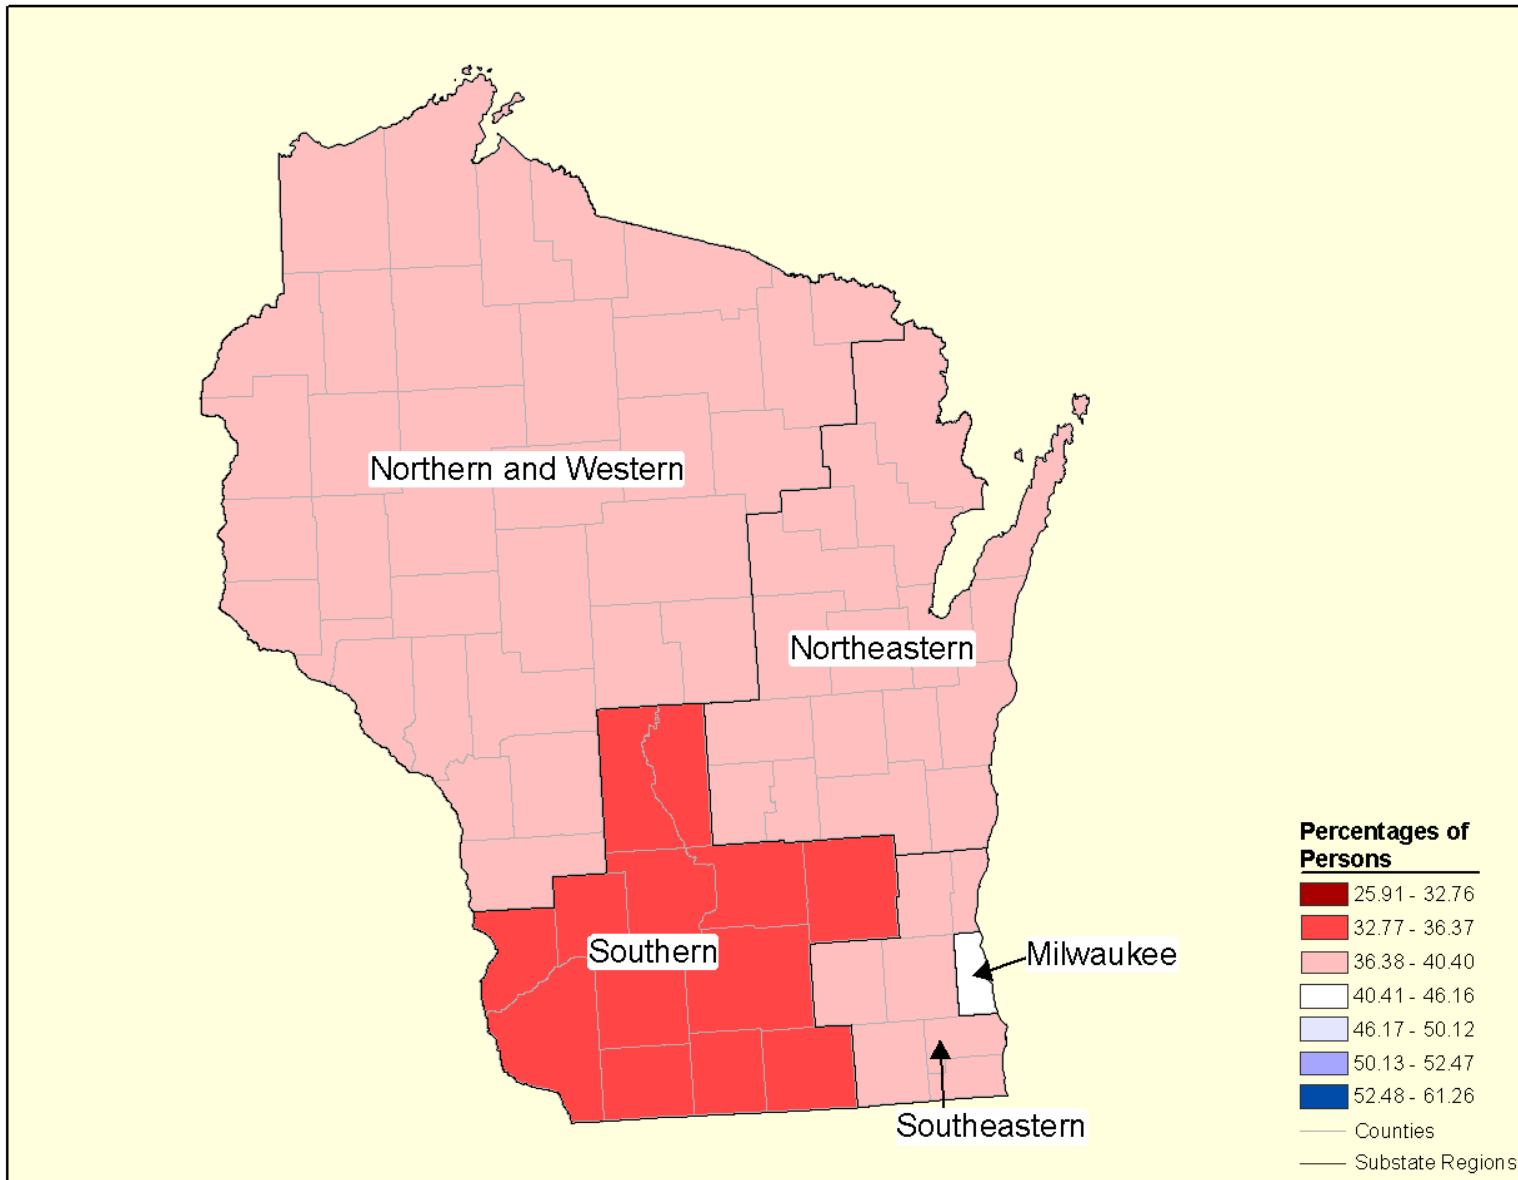 Northern and Western
Northeastern
Southern
Milwaukee
Southeastern
Percentages of
Persons
25.91 - 32.76
32.77 - 36.37
36.38 - 40.40
40.41 - 46.16
46.17 - 50.12
50.13 - 52.47
52.48 - 61.26
Counties
Substate Regions